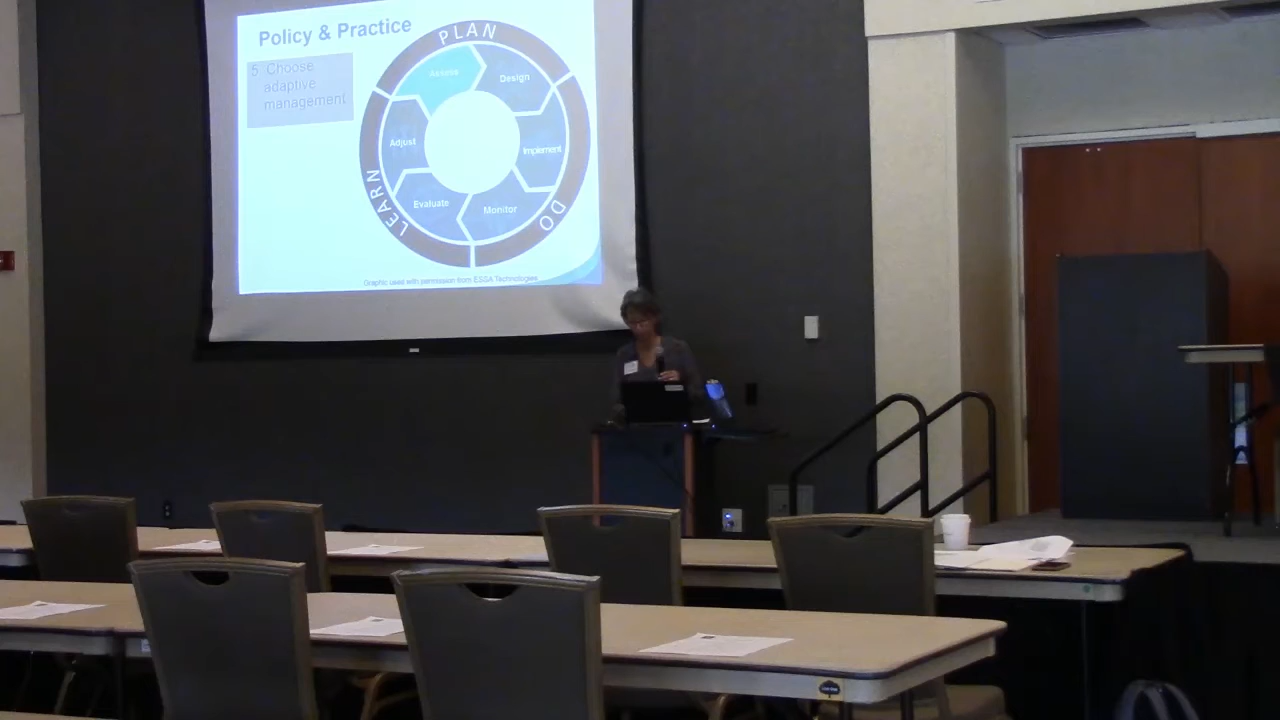 Policy & Practice
5 Choose
adaptive
management
PLAN
Assess
Design
Adjust
Implement
Evaluate
Monitor
LEARN
DO
Graphic used with permission from ESSA Technologies